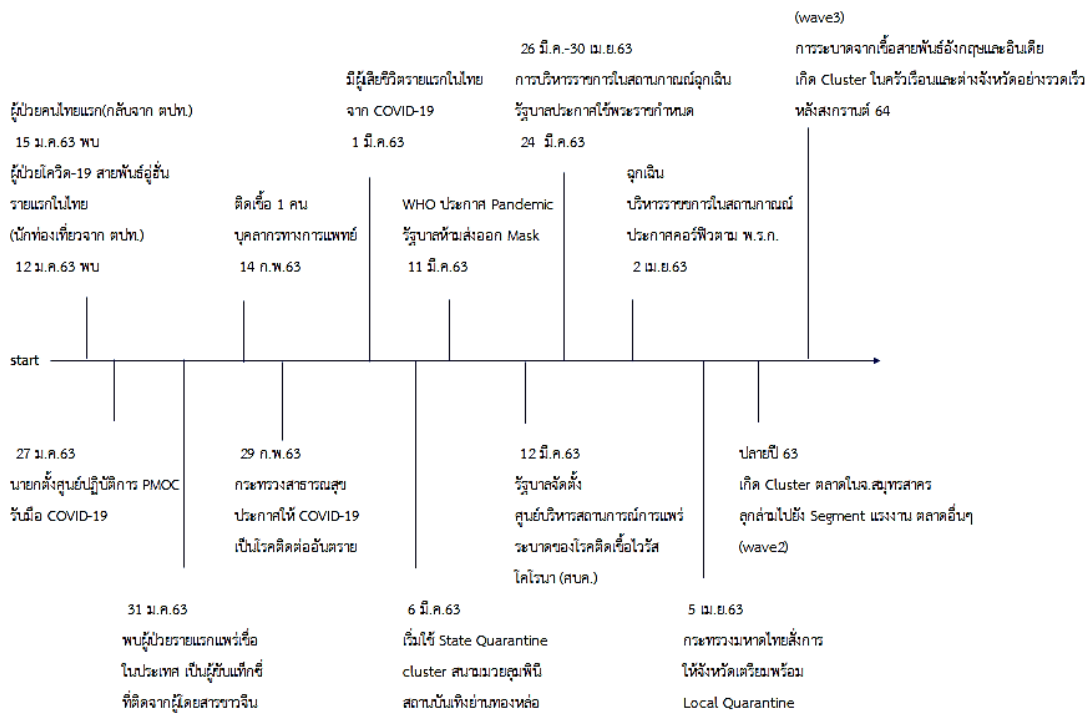 (wave3)
การระบาดจากเชื้อสายพันธ์อังกฤษและอินเดีย
เกิด Cluster ในครัวเรือนและต่างจังหวัดอย่างรวดเร็ว
หลังสงกรานต์ 64
26 มี.ค.-30 เม.ย.63
การบริหารราชการในสถานกาณณ์ฉุกเฉิน
รัฐบาลประกาศใช้พระราชกำหนด
24 มี.ค.63
มีผู้เสียชีวิตรายแรกในไทย
จาก COVID-19
1 มี.ค.63
ผู้ป่วยคนไทยแรก(กลับจาก ตปท.)
15 ม.ค.63 พบ
ผู้ป่วยโควิด-19 สายพันธ์อู่ฮั่น
รายแรกในไทย
(นักท่องเที่ยวจาก ตปท.)
12 ม.ค.63 พบ
ติดเชื้อ 1 คน
บุคลากรทางการแพทย์
14 ก.พ.63
WHO ประกาศ Pandemic
รัฐบาลห้ามส่งออก Mask
11 มี.ค.63
ฉุกเฉิน
บริหารราชการในสถานกาณณ์
ประกาศคอร์ฟิวตาม พ.ร.ก.
2 เม.ย.63
start
27 ม.ค.63
นายกตั้งศูนย์ปฏิบัติการ PMOC
รับมือ COVID-19
29 ก.พ.63
กระทรวงสาธารณสุข
ประกาศให้ COVID-19
เป็นโรคติดต่ออันตราย
12 มี.ค.63
รัฐบาลจัดตั้ง
ศูนย์บริหารสถานการณ์การแพร่
ระบาดของโรคติดเชื้อไวรัส
โคโรนา (ศบค.)
ปลายปี 63
เกิด Cluster ตลาดในจ.สมุทรสาคร
ลุกล่ามไปยัง Segment แรงงาน ตลาดอื่นๆ
(wave2)
31 ม.ค.63
พบผู้ป่วยรายแรกแพร่เชื่อ
ในประเทศ เป็นผู้ขับแท็กซี่
ที่ติดจากผู้โดยสารชาวจีน
6 มี.ค.63
เริ่มใช้ State Quarantine
cluster สนามมวยลุมพินี
สถานบันเทิงย่านทองหล่อ
5 เม.ย.63
กระทรวงมหาดไทยสั่งการ
ให้จังหวัดเตรียมพร้อม
Local Quarantine